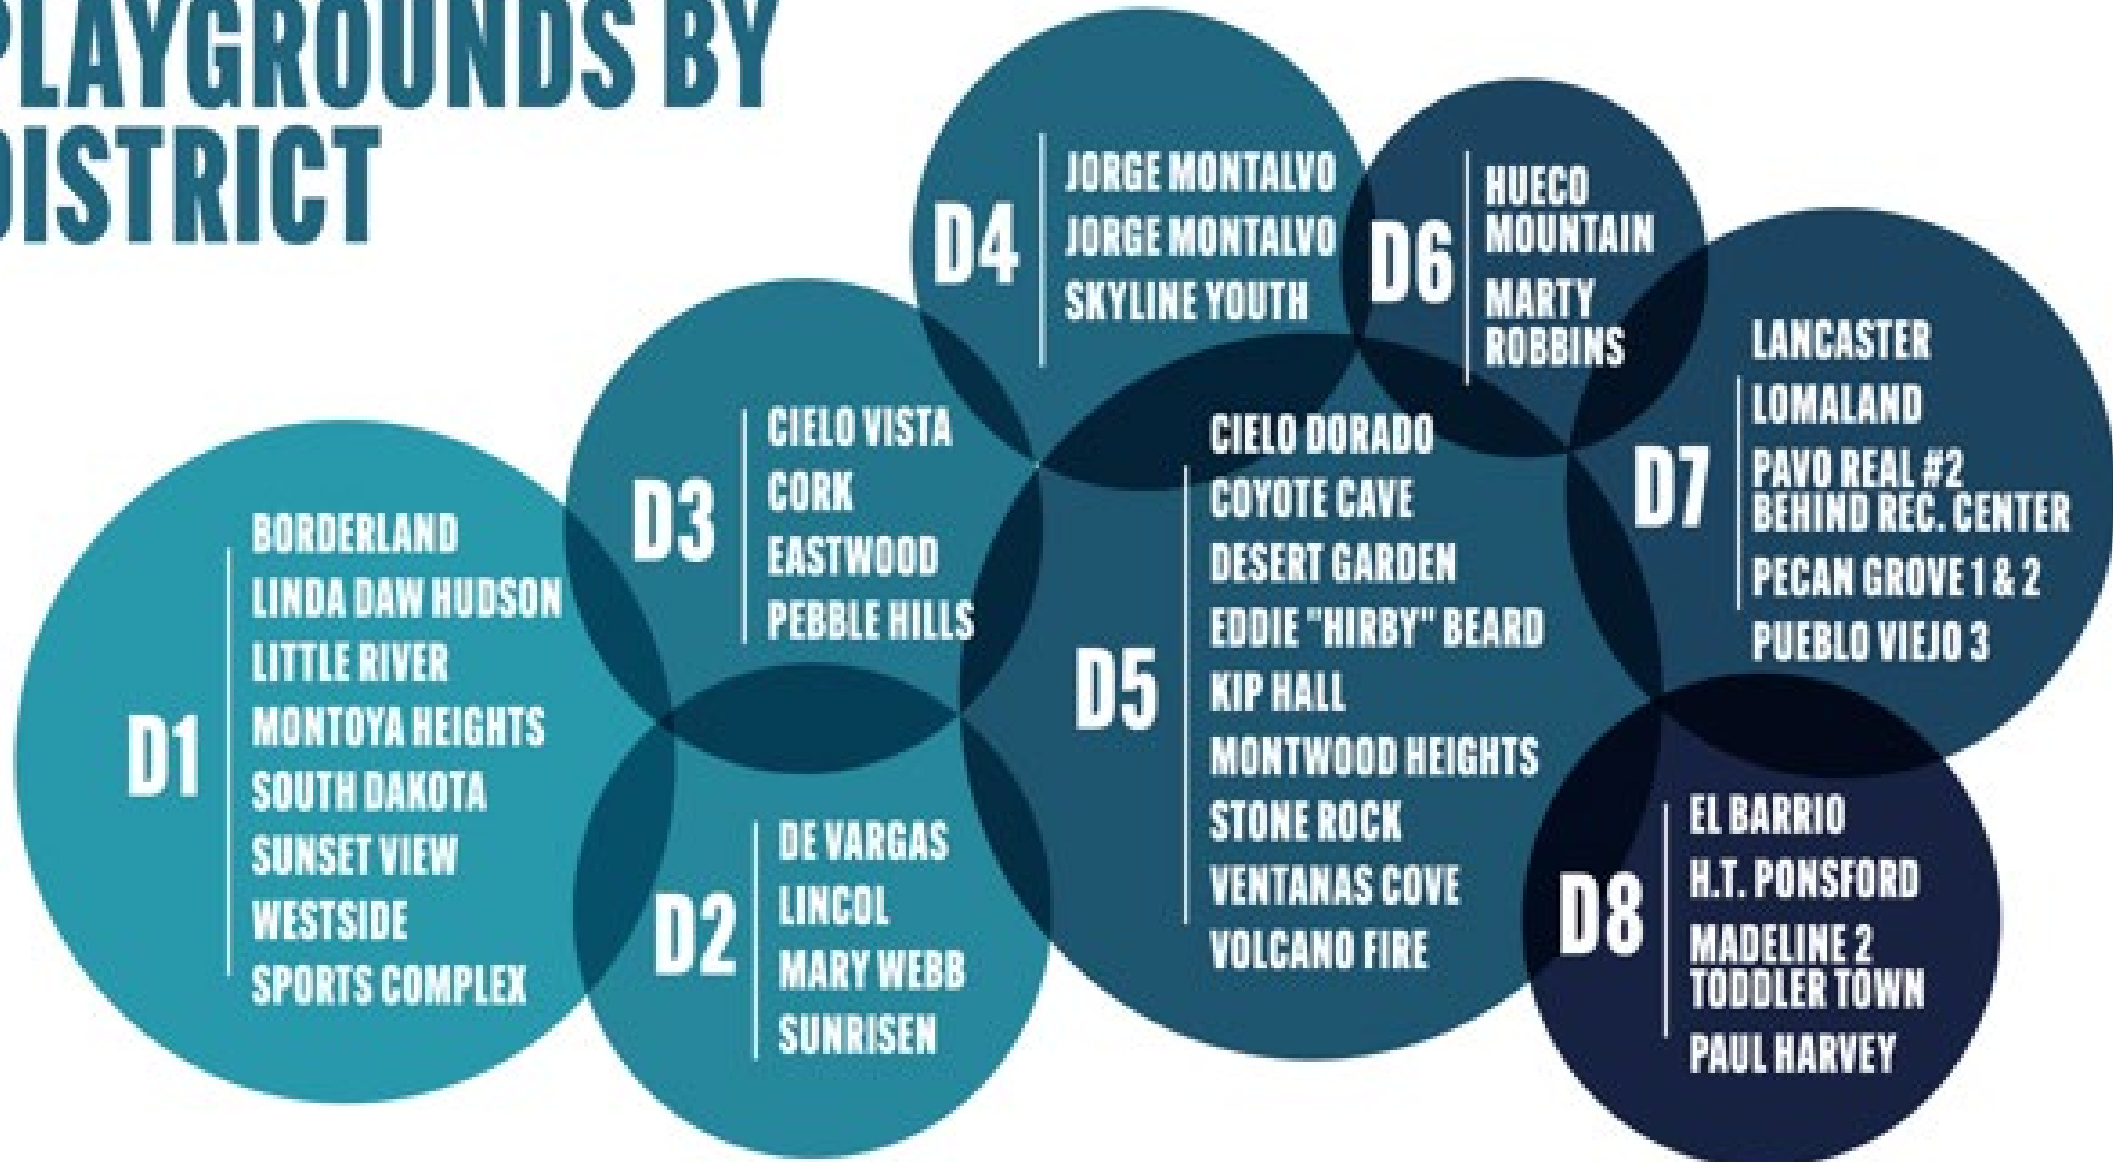 PLAYGROUNDS BY
DISTRICT
D1
BORDERLAND
LINDA DAW HUDSON
LITTLE RIVER
MONTOYA HEIGHTS
SOUTH DAKOTA
SUNSET VIEW
WESTSIDE
SPORTS COMPLEX
D2
DE VARGAS
LINCOL
MARY WEBB
SUNRISEN
D3
CIELO VISTA
CORK
EASTWOOD
PEBBLE HILLS
D4
JORGE MONTALVO
JORGE MONTALVO
SKYLINE YOUTH
D5
CIELO DORADO
COYOTE CAVE
DESERT GARDEN
EDDIE "HIRBY" BEARD
KIP HALL
MONTWOOD HEIGHTS
STONE ROCK
VENTANAS COVE
VOLCANO FIRE
D6
HUECO
MOUNTAIN
MARTY
ROBBINS
D7
LANCASTER
LOMALAND
PAVO REAL #2
BEHIND REC. CENTER
PECAN GROVE 1 & 2
PUEBLO VIEJO 3
D8
EL BARRIO
H.T. PONSFORD
MADELINE 2
TODDLER TOWN
PAUL HARVEY